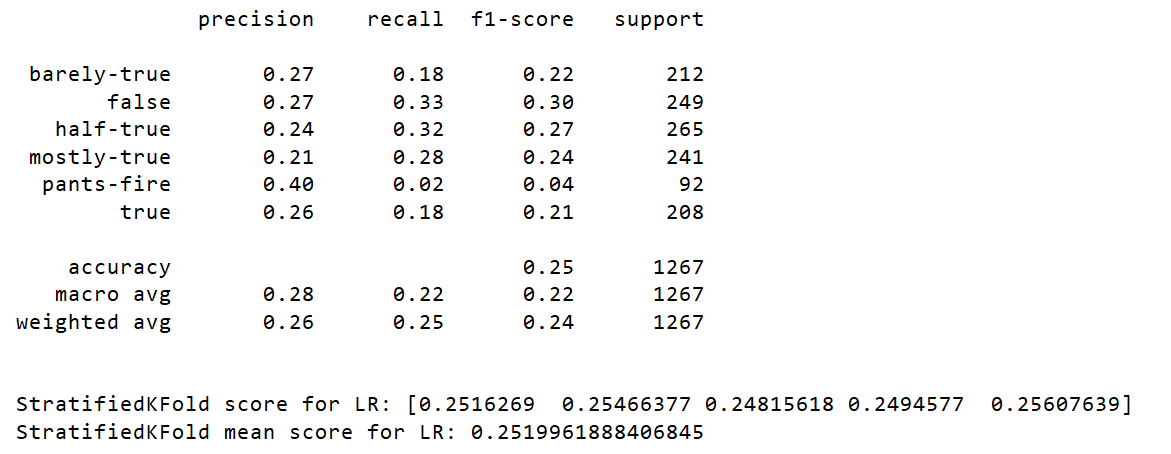 precision recall f1-score support
barely-true 0.27 0.18 0.22 212
false 0.27 0.33 0.30 249
half-true 0.24 0.32 0.27 265
mostly-true 0.21 0.28 0.24 241
pants-fire 0.40 0.02 0.04 92
true 0.26 0.18 0.21 208
accuracy 0.25 1267
macro avg 0.28 0.22 0.22 1267
weighted avg 0.26 0.25 0.24 1267
StratifiedKFold score for LR: [0.2516269  0.25466377 0.24815618 0.2494577  0.25607639]
StratifiedKFold mean score for LR: 0.2519961888406845